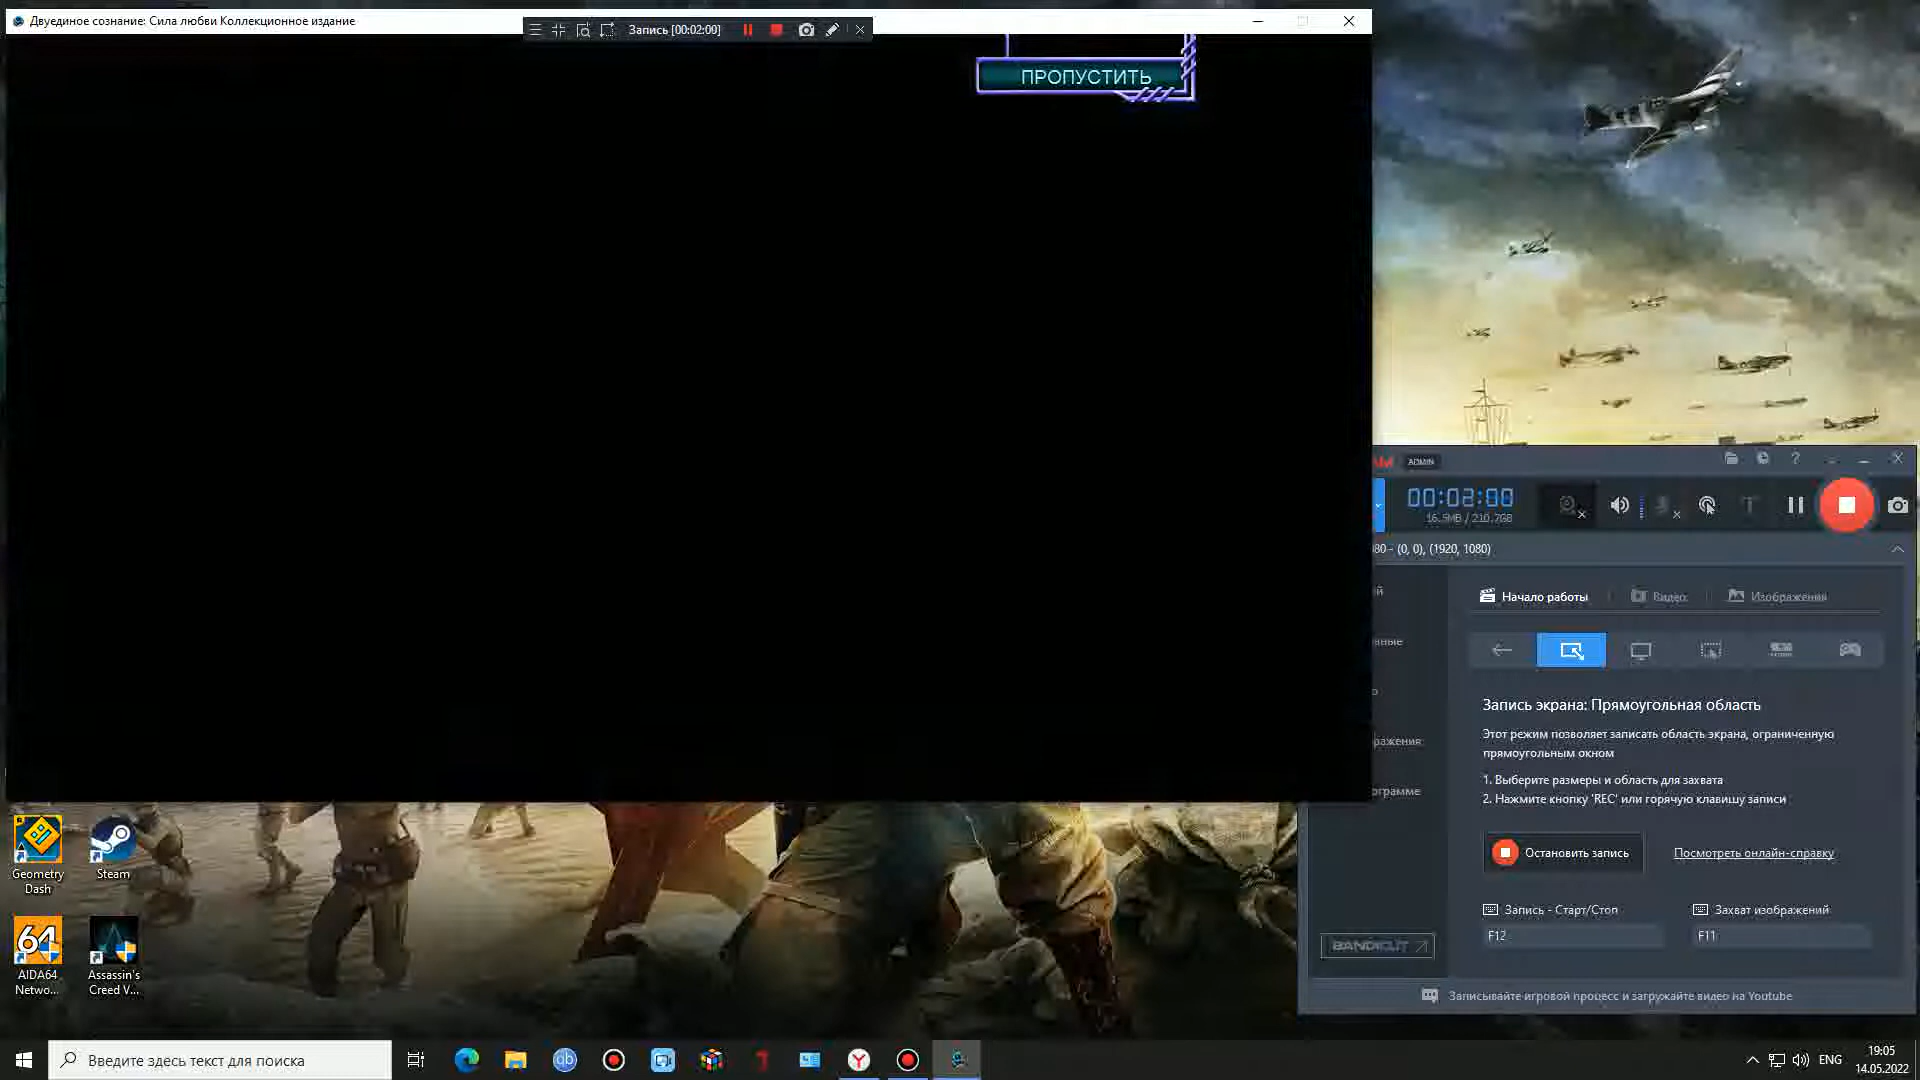 Двуединое сознание: Сила любви Коллекционное издание
Запись [00:02:00]
ПРОПУСТИТЬ
ADMIN
00:02:00
16.5MB / 210.7GB
80 - (0, 0), (1920, 1080)
Начало работы
Видео
Изображения
Запись экрана: Прямоугольная область
Этот режим позволяет записать область экрана, ограниченную
прямоугольным окном
1. Выберите размеры и область для захвата
2. Нажмите кнопку 'REC' или горячую клавишу записи
Остановить запись
Посмотреть онлайн-справку
Запись - Старт/Стоп
Захват изображений
F12
F11
BANDICUT
Записывайте игровой процесс и загружайте видео на Youtube
Geometry
Dash
Steam
AIDA64
Netwo...
Assassin's
Creed V...
Введите здесь текст для поиска
ENG
19:05
14.05.2022